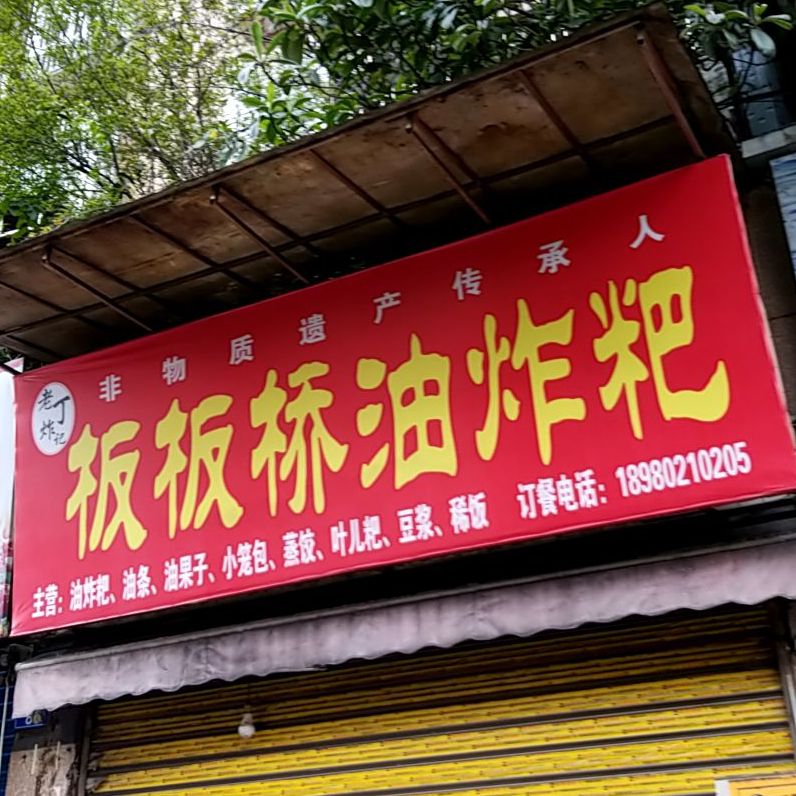 非物质遗产传承人
老丁炸记
板板桥油炸粑
主营：油炸粑、油条、油果子、小笼包、蒸饺、叶儿粑、豆浆、稀饭 订餐电话：18980210205